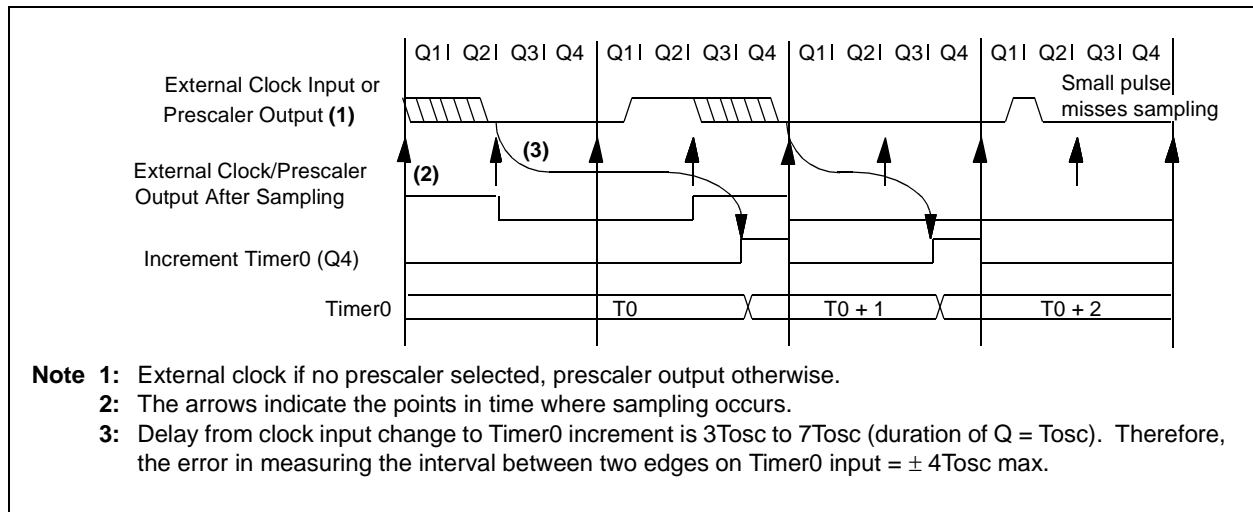 Q1 Q2 Q3 Q4 Q1 Q2 Q3 Q4 Q1 Q2 Q3 Q4 Q1 Q2 Q3 Q4
External Clock Input or
Prescaler Output (1)
Small pulse
misses sampling
(3)
External Clock/Prescaler
Output After Sampling
(2)
Increment Timer0 (Q4)
Timer0 T0 T0 + 1 T0 + 2
Note 1: External clock if no prescaler selected, prescaler output otherwise.
2: The arrows indicate the points in time where sampling occurs.
3: Delay from clock input change to Timer0 increment is 3Tosc to 7Tosc (duration of Q = Tosc). Therefore,
the error in measuring the interval between two edges on Timer0 input = ± 4Tosc max.